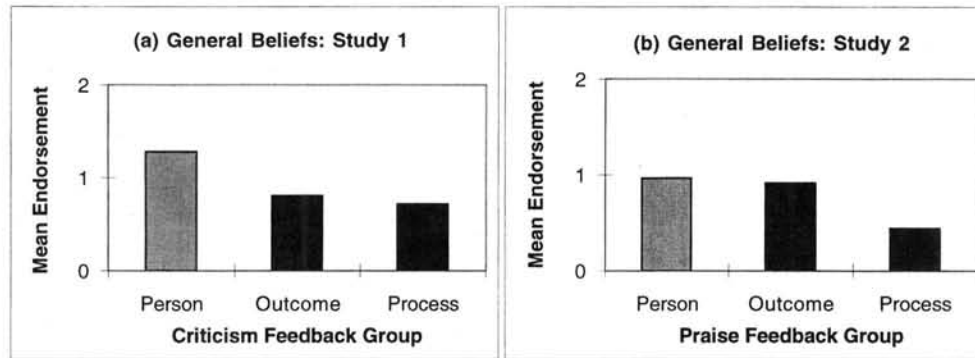 (a) General Beliefs: Study 1
Mean Endorsement
2
1
0
Person Outcome Process
Criticism Feedback Group
(b) General Beliefs: Study 2
Mean Endorsement
2
1
0
Person Outcome Process
Praise Feedback Group